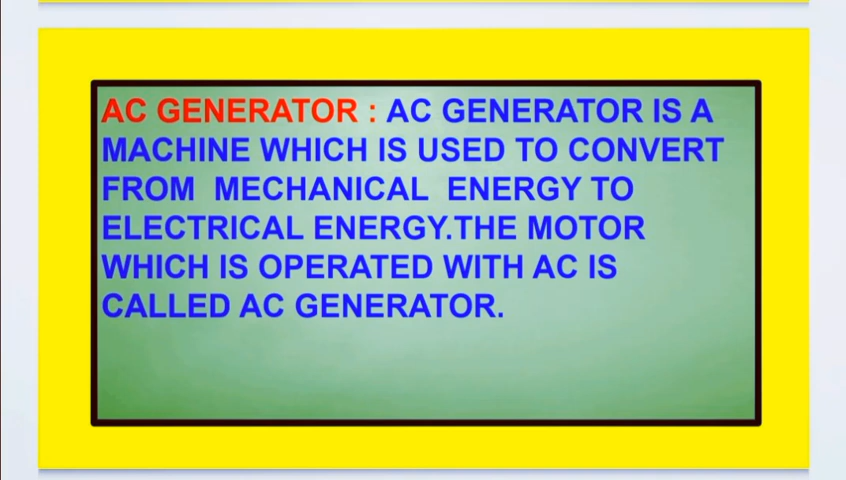 AC GENERATOR : AC GENERATOR IS A
MACHINE WHICH IS USED TO CONVERT
FROM MECHANICAL ENERGY TO
ELECTRICAL ENERGY.THE MOTOR
WHICH IS OPERATED WITH AC IS
CALLED AC GENERATOR.